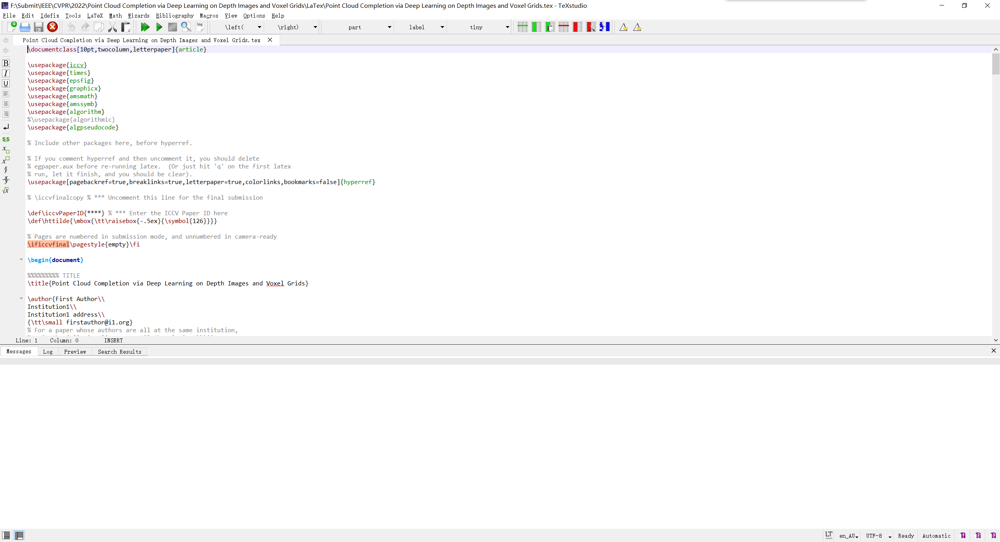 F:\Submit\IEEE\CVPR\2022\Point Cloud Completion via Deep Learning on Depth Images and Voxel Grids\LaTex\Point Cloud Completion via Deep Learning on Depth Images and Voxel Grids.tex - TeXstudio
File Edit Idefix Tools LaTeX Math Wizards Bibliography Macros View Options Help
log \left( \right) part label tiny
Point Cloud Completion via Deep Learning on Depth Images and Voxel Grids.tex
\documentclass[10pt,twocolumn,letterpaper]{article}
\usepackage{iccv}
\usepackage{times}
\usepackage{epsfig}
\usepackage{graphicx}
\usepackage{amsmath}
\usepackage{amssymb}
\usepackage{algorithm}
%\usepackage{algorithmic}
\usepackage{algpseudocode}
% Include other packages here, before hyperref.
% If you comment hyperref and then uncomment it, you should delete
% egpaper.aux before re-running latex.  (Or just hit 'q' on the first latex
% run, let it finish, and you should be clear).
\usepackage[pagebackref=true,breaklinks=true,letterpaper=true,colorlinks,bookmarks=false]{hyperref}
% \iccvfinalcopy % *** Uncomment this line for the final submission
\def\iccvPaperID{****} % *** Enter the ICCV Paper ID here
\def\httilde{\mbox{\tt\raisebox{-.5ex}{\symbol{126}}}}
% Pages are numbered in submission mode, and unnumbered in camera-ready
\ificcvfinal\pagestyle{empty}\fi
\begin{document}
%%%%%%%%% TITLE
\title{Point Cloud Completion via Deep Learning on Depth Images and Voxel Grids}
\author{First Author\\
Institution1\\
Institution1 address\\
{\tt\small firstauthor@i1.org}
% For a paper whose authors are all at the same institution,
Line: 1 Column: 0 INSERT
Messages Log Preview Search Results
LT en_AU UTF-8 Ready Automatic 1 2 3